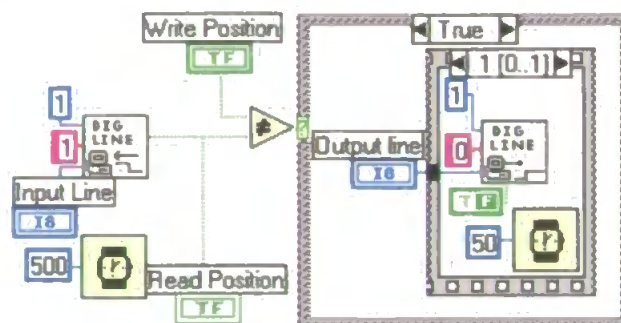 Write Position
TF
True
1 [0..1]
1
1
DIG
LINE
1
DIG
LINE
≠
?
Output line
0
Input Line
I8
I8
TF
500
Read Position
50
TF